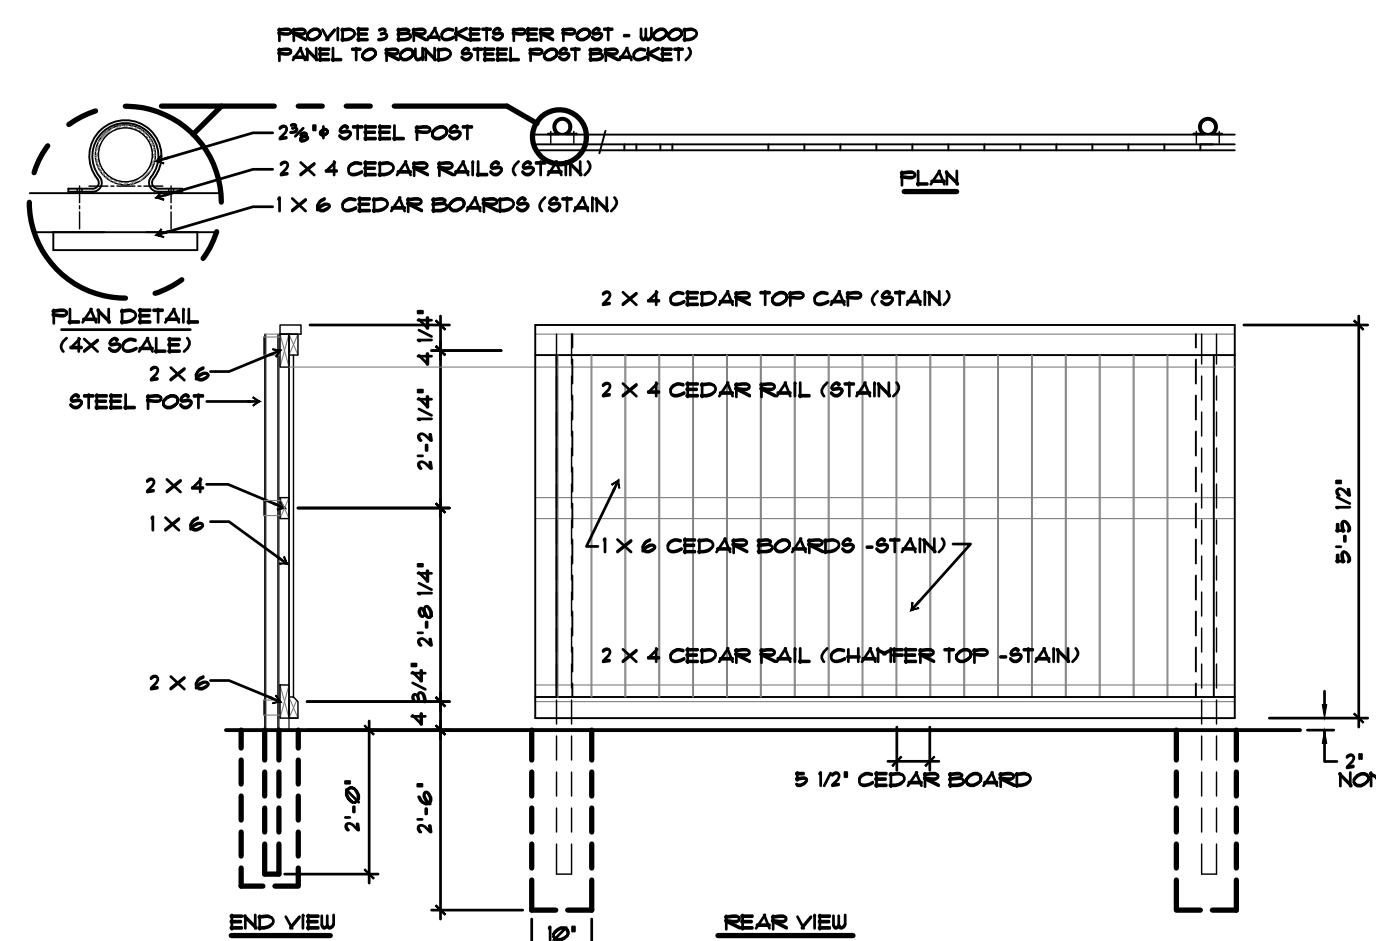 PROVIDE 3 BRACKETS PER POST - WOOD
PANEL TO ROUND STEEL POST BRACKET)
2⅜"ϕ STEEL POST
2 X 4 CEDAR RAILS (STAIN)
1 X 6 CEDAR BOARDS (STAIN)
PLAN
PLAN DETAIL
(4X SCALE)
2 X 6
STEEL POST
2 X 4
1 X 6
2 X 6
4 1/4"
2'-2 1/4"
2'-8 1/4"
4 3/4"
2'-0"
2'-6"
END VIEW
2 X 4 CEDAR TOP CAP (STAIN)
2 X 4 CEDAR RAIL (STAIN)
1 X 6 CEDAR BOARDS -STAIN)
2 X 4 CEDAR RAIL (CHAMFER TOP -STAIN)
5'-5 1/2"
2"
NOM
5 1/2" CEDAR BOARD
10"
REAR VIEW